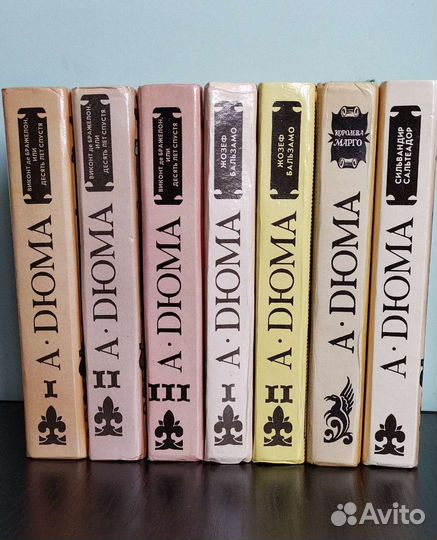 ВИКОНТ де БРАЖЕЛОН,
ИЛИ
ДЕСЯТЬ ЛЕТ СПУСТЯ
А·ДЮМА
I
ВИКОНТ де БРАЖЕЛОН,
ИЛИ
ДЕСЯТЬ ЛЕТ СПУСТЯ
А·ДЮМА
II
ВИКОНТ де БРАЖЕЛОН,
ИЛИ
ДЕСЯТЬ ЛЕТ СПУСТЯ
А·ДЮМА
III
ЖОЗЕФ
БАЛЬЗАМО
А·ДЮМА
I
ЖОЗЕФ
БАЛЬЗАМО
А·ДЮМА
II
КОРОЛЕВА
МАРГО
А·ДЮМА
СИЛЬВАНДИР
САЛЬТЕАДОР
А·ДЮМА
Avito